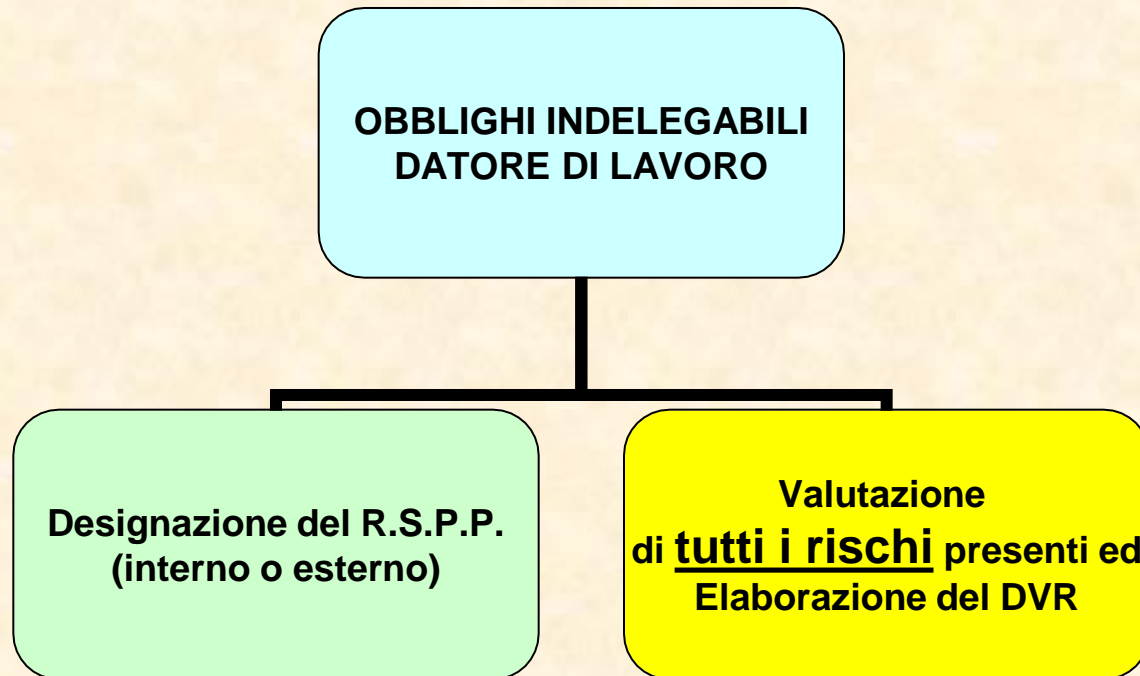 OBBLIGHI INDELEGABILI
DATORE DI LAVORO
Designazione del R.S.P.P.
(interno o esterno)
Valutazione
di tutti i rischi presenti ed
Elaborazione del DVR